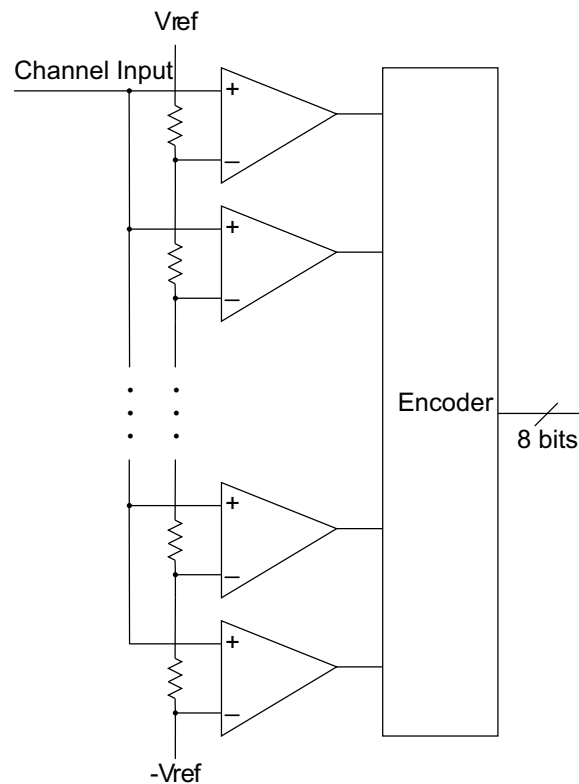 Vref
Channel Input
+
−
+
−
Encoder
8 bits
+
−
+
−
-Vref